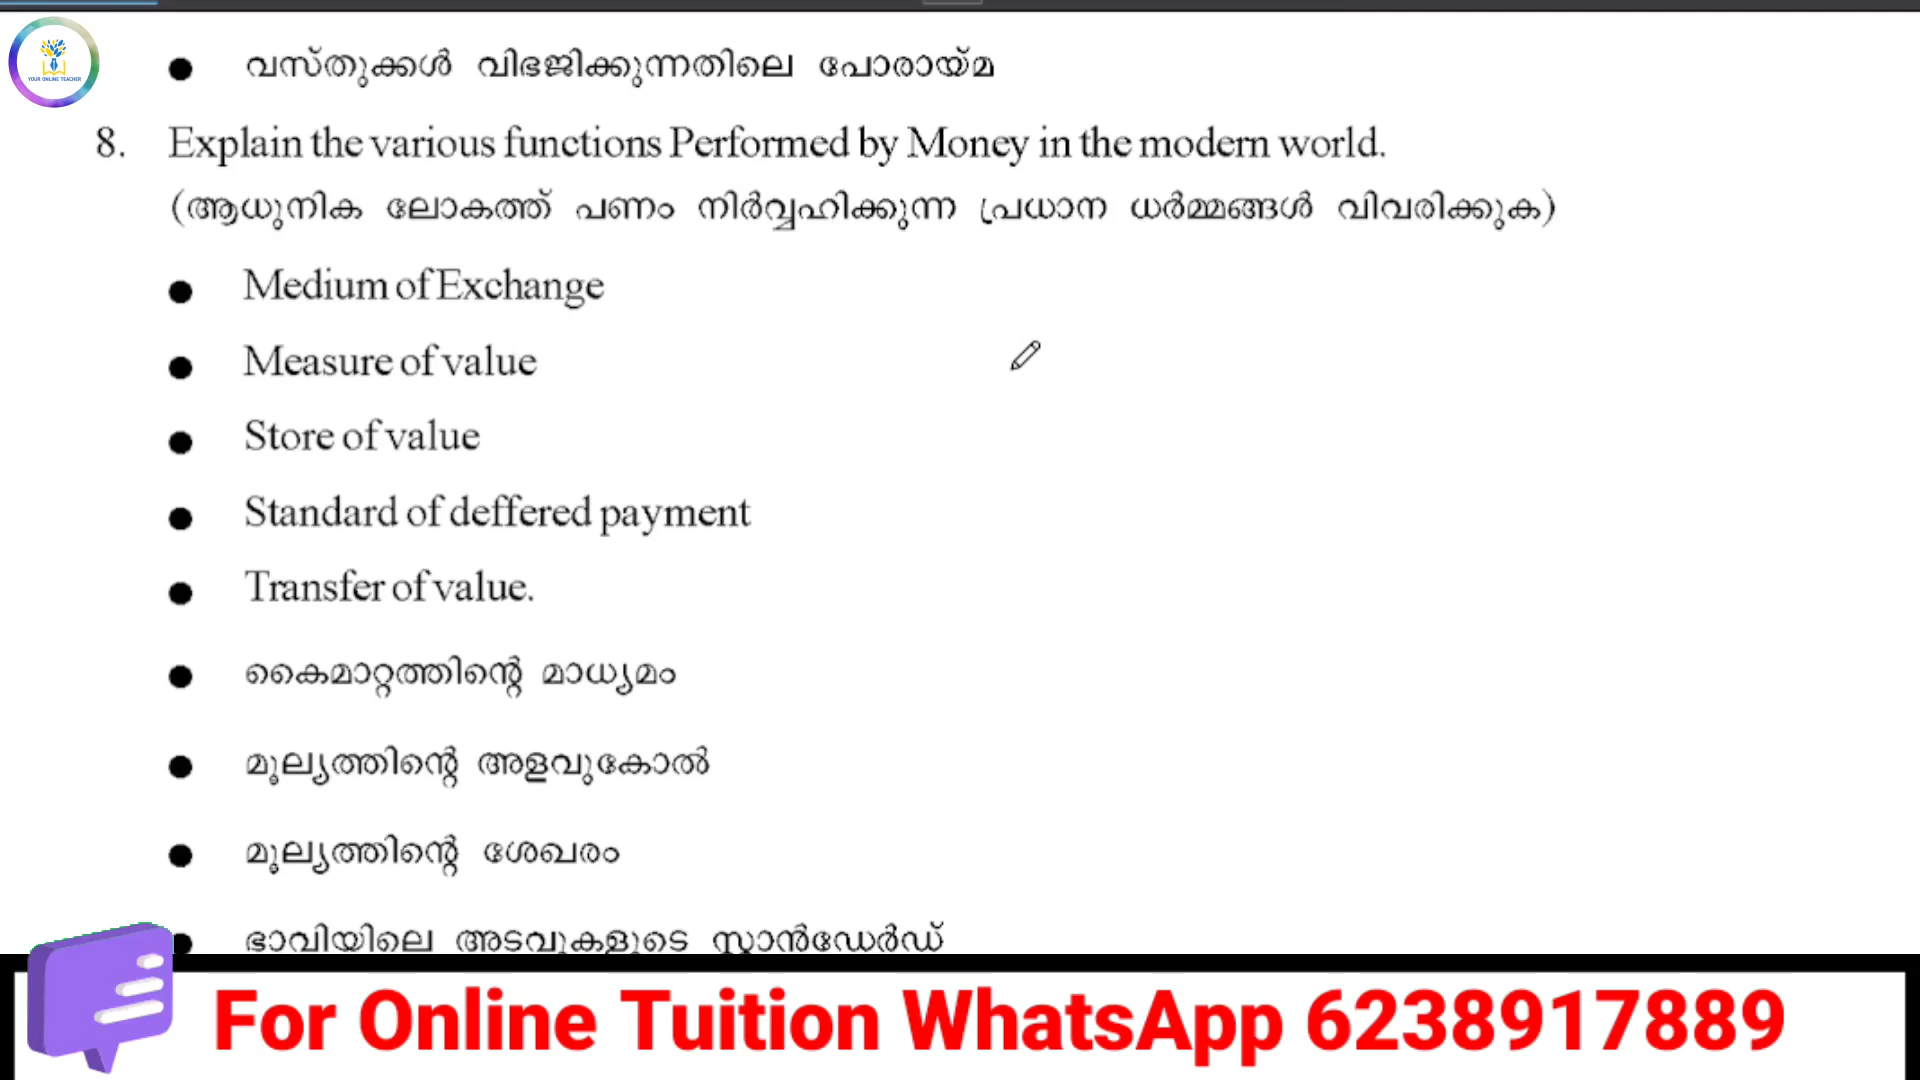 YOUR ONLINE TEACHER
● വസ്തുക്കൾ വിഭജിക്കുന്നതിലെ പോരായ്മ
8. Explain the various functions Performed by Money in the modern world.
(ആധുനിക ലോകത്ത് പണം നിർവ്വഹിക്കുന്ന പ്രധാന ധർമ്മങ്ങൾ വിവരിക്കുക)
● Medium of Exchange
● Measure of value
● Store of value
● Standard of deffered payment
● Transfer of value.
● കൈമാറ്റത്തിന്റെ മാധ്യമം
● മൂല്യത്തിന്റെ അളവുകോൽ
● മൂല്യത്തിന്റെ ശേഖരം
● ഭാവിയിലെ അടവുകളുടെ സ്റ്റാൻഡേർഡ്
For Online Tuition WhatsApp 6238917889